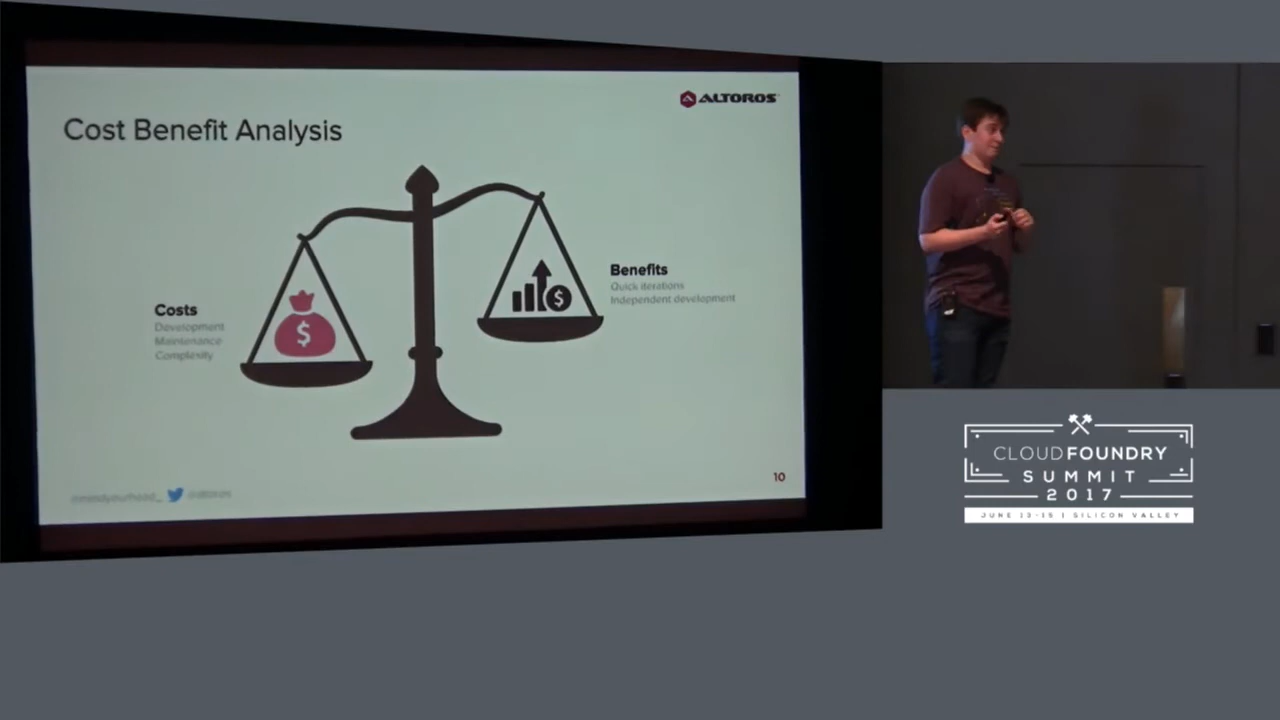 ALTOROS
Cost Benefit Analysis
Benefits
Quick iterations
Independent development
Costs
Development
Maintenance
Complexity
$
$
@altoros
10
CLOUDFOUNDRY
SUMMIT
2017
JUNE 13-15 | SILICON VALLEY